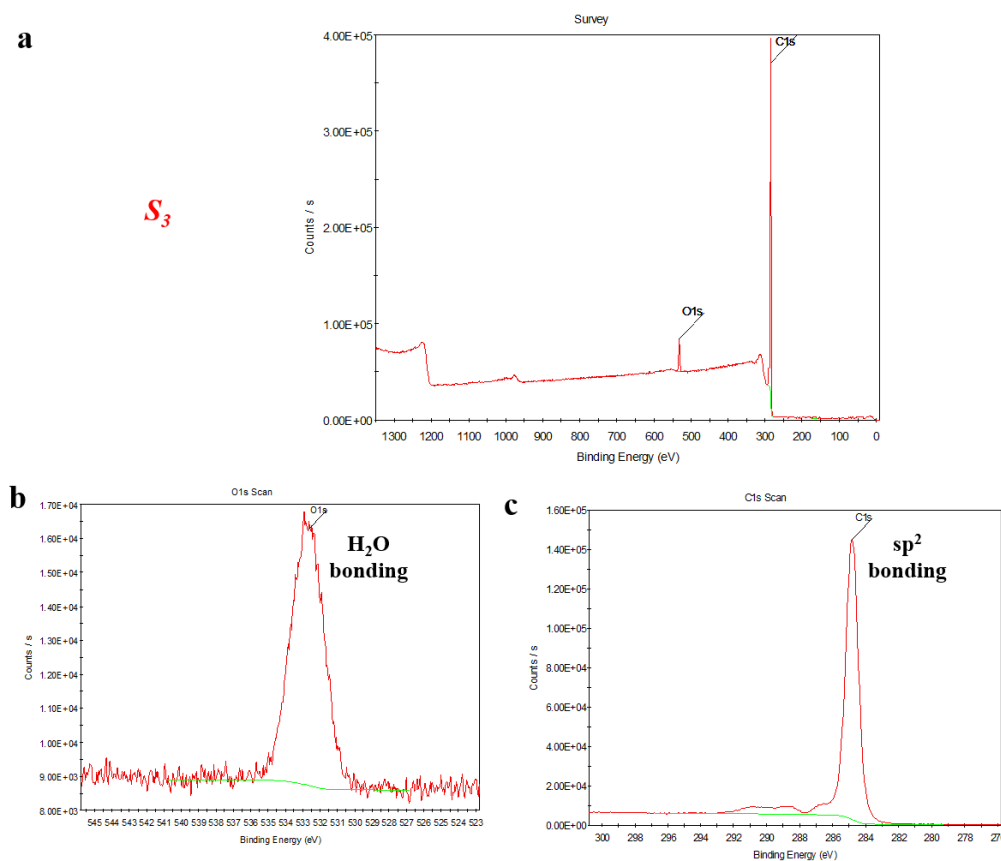 a
Survey
4.00E+05
3.00E+05
2.00E+05
1.00E+05
0.00E+00
Counts / s
C1s
O1s
1300 1200 1100 1000 900 800 700 600 500 400 300 200 100 0
Binding Energy (eV)
S₃
b
O1s Scan
1.70E+04
1.60E+04
1.50E+04
1.40E+04
1.30E+04
1.20E+04
1.10E+04
1.00E+04
9.00E+03
8.00E+03
Counts / s
O1s
H₂O
bonding
545 544 543 542 541 540 539 538 537 536 535 534 533 532 531 530 529 528 527 526 525 524 523
Binding Energy (eV)
c
C1s Scan
1.60E+05
1.40E+05
1.20E+05
1.00E+05
8.00E+04
6.00E+04
4.00E+04
2.00E+04
0.00E+00
Counts / s
C1s
sp²
bonding
300 298 296 294 292 290 288 286 284 282 280 278
Binding Energy (eV)